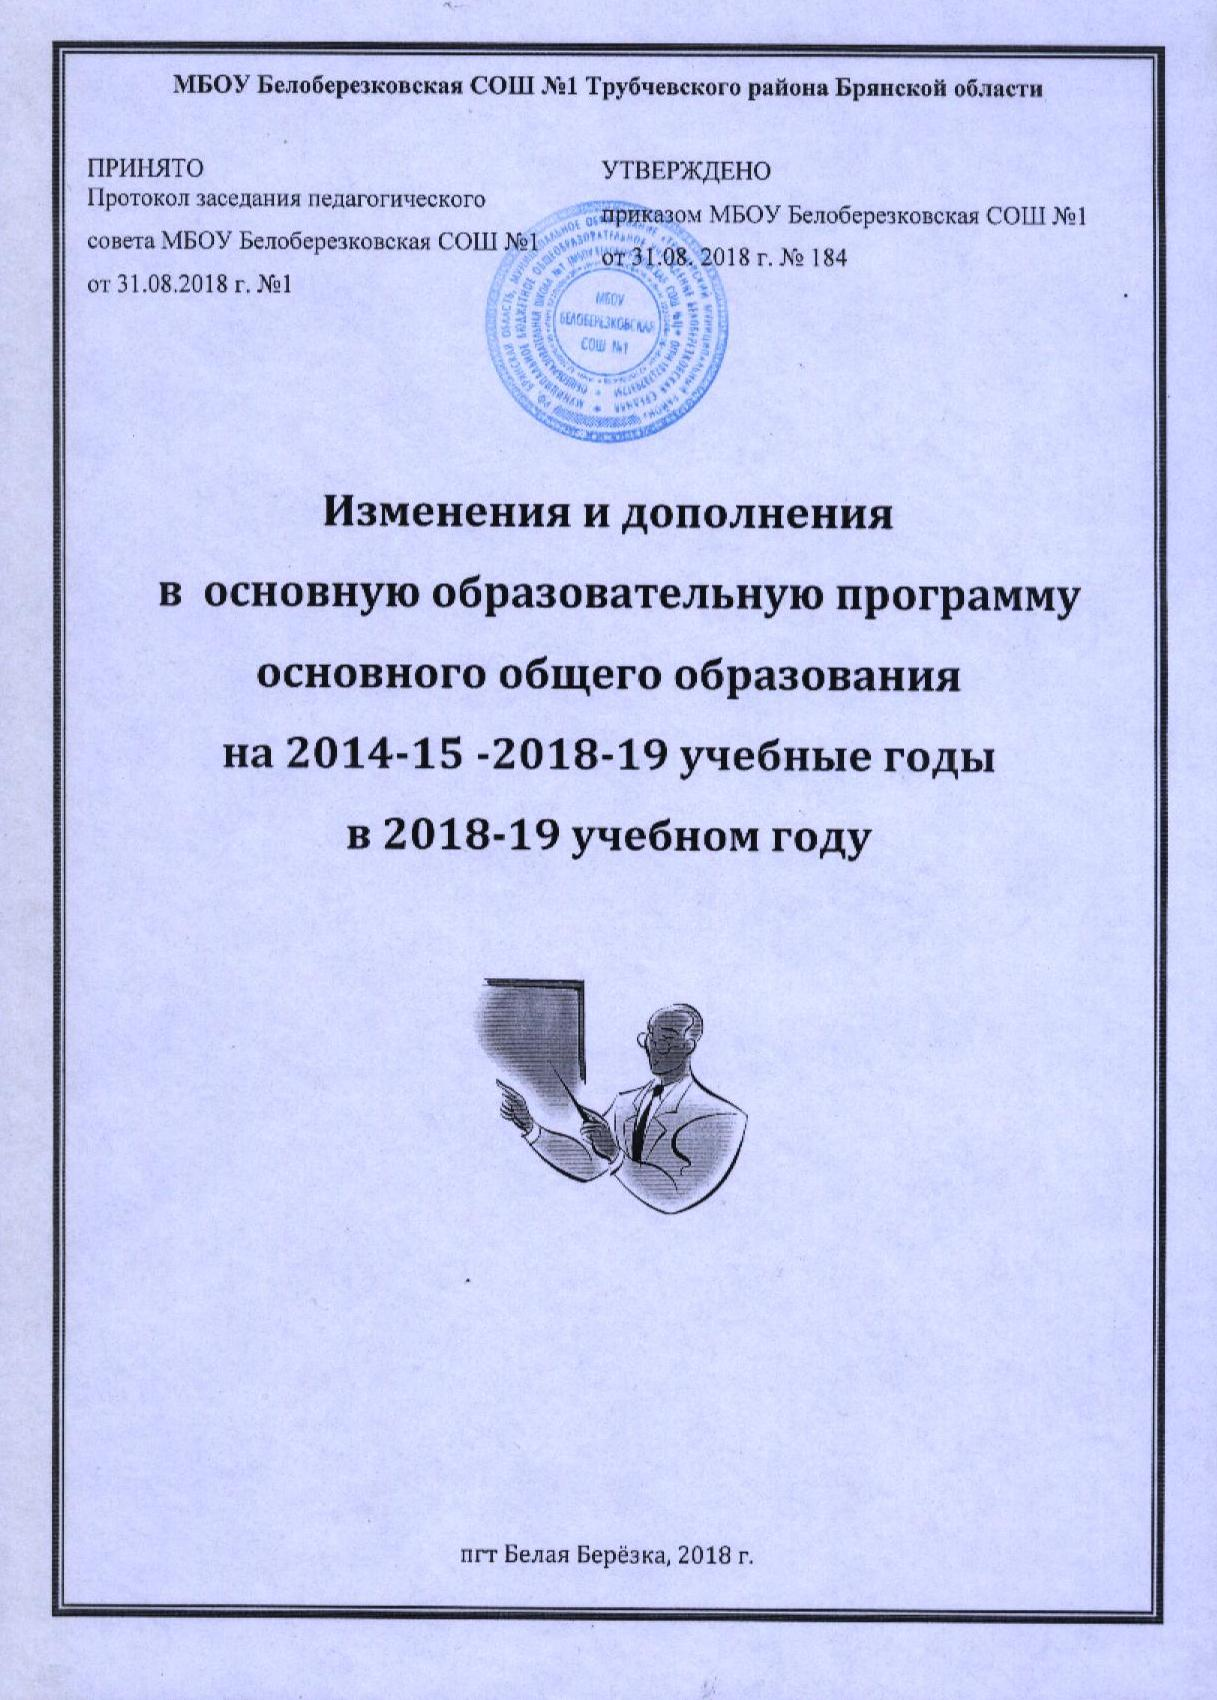 МБОУ Белоберезковская СОШ №1 Трубчевского района Брянской области
ПРИНЯТО
Протокол заседания педагогического
совета МБОУ Белоберезковская СОШ №1
от 31.08.2018 г. №1
УТВЕРЖДЕНО
приказом МБОУ Белоберезковская СОШ №1
от 31.08. 2018 г. № 184
МБОУ
БЕЛОБЕРЕЗКОВСКАЯ
СОШ №1
Изменения и дополнения
в основную образовательную программу
основного общего образования
на 2014-15 -2018-19 учебные годы
в 2018-19 учебном году
пгт Белая Берёзка, 2018 г.